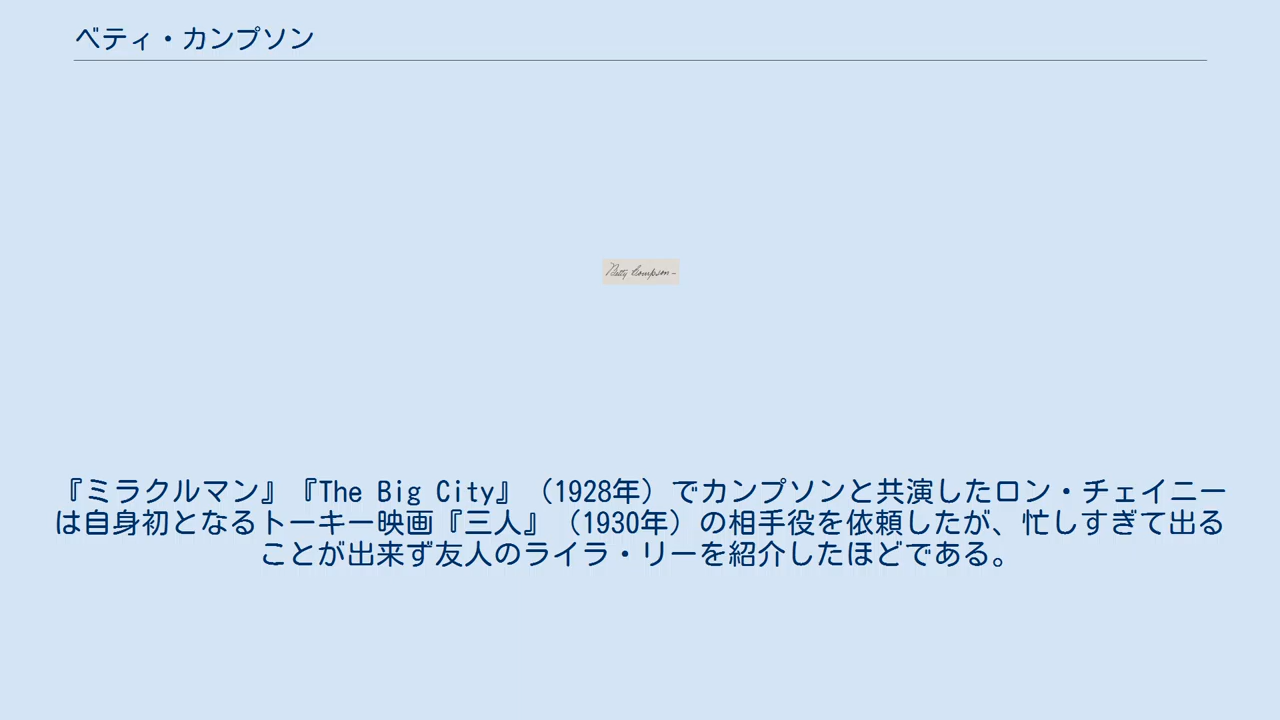 ベティ・カンプソン
Betty Compson -
『ミラクルマン』『The Big City』（1928年）でカンプソンと共演したロン・チェイニー
は自身初となるトーキー映画『三人』（1930年）の相手役を依頼したが、忙しすぎて出る
ことが出来ず友人のライラ・リーを紹介したほどである。